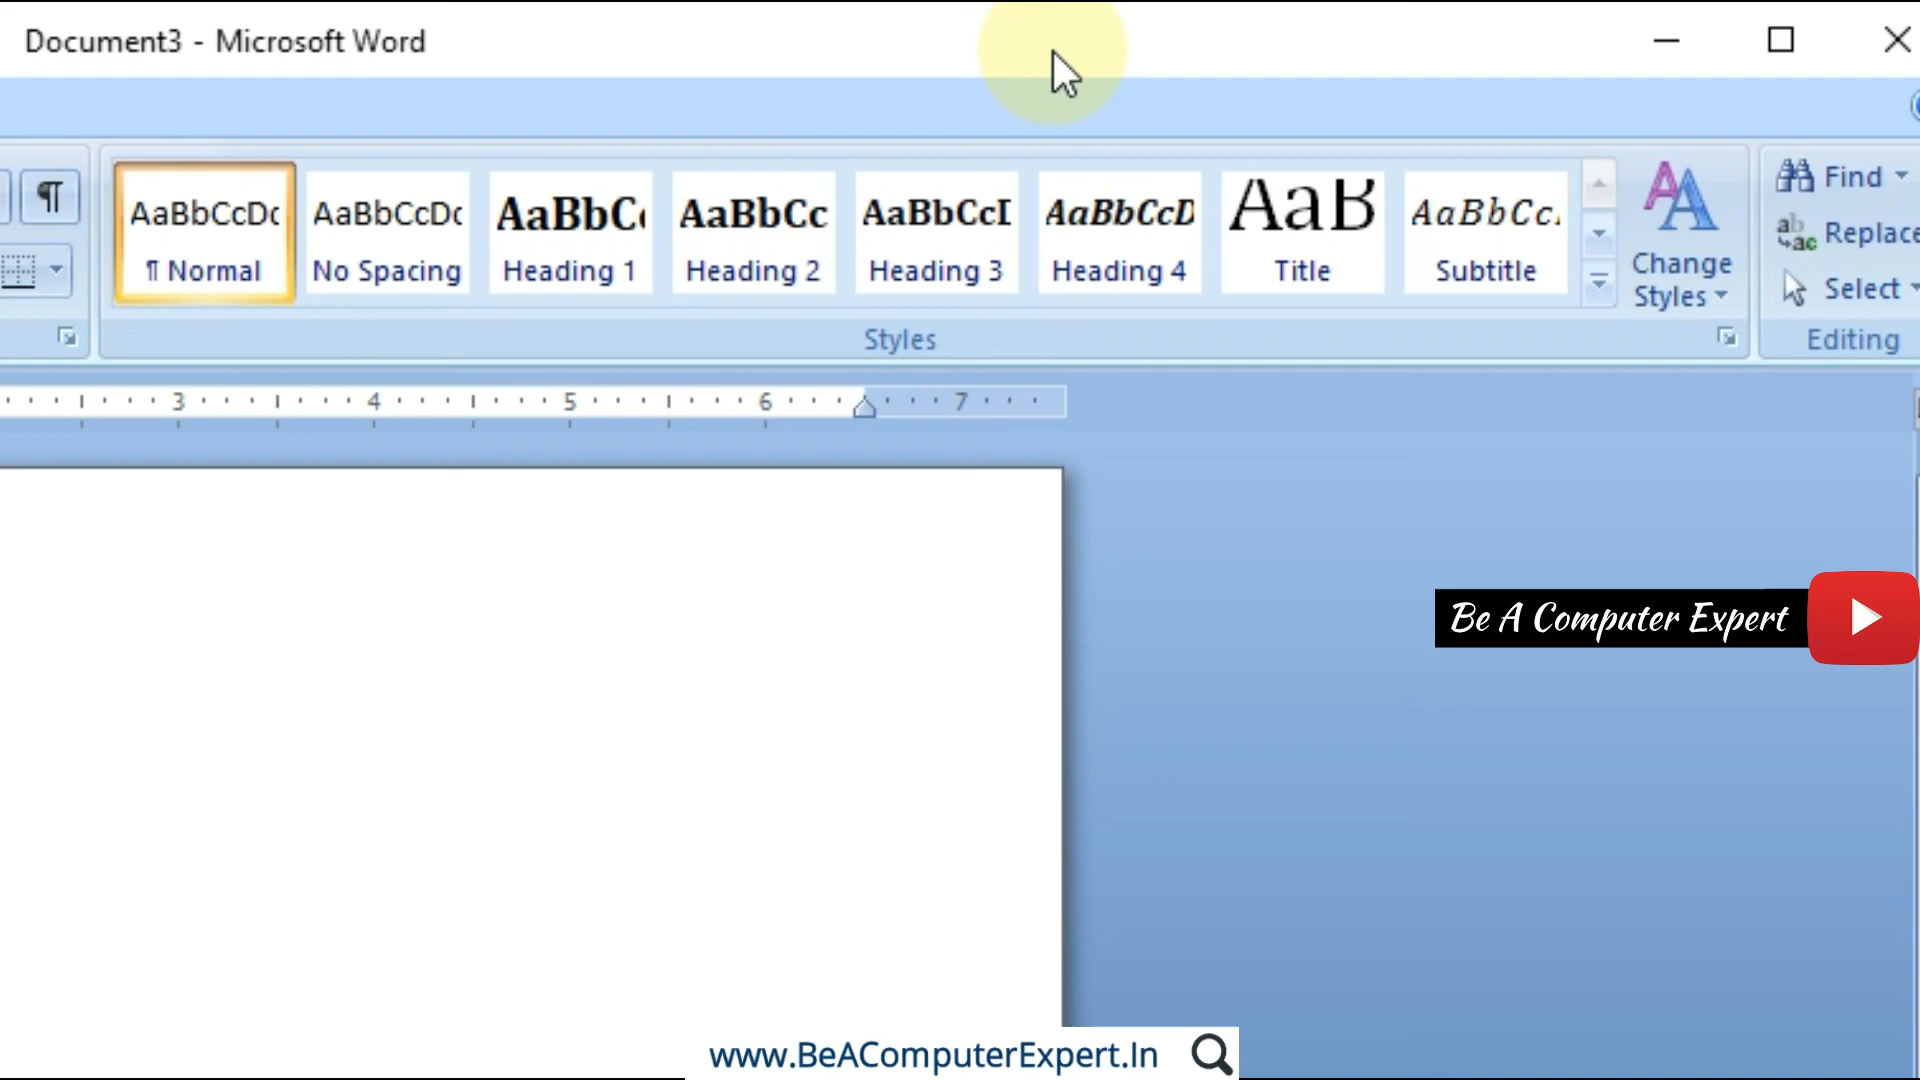 Document3 - Microsoft Word
¶
AaBbCcDc AaBbCcDc AaBbC AaBbCc AaBbCcI AaBbCcD AaB AaBbCc.
¶ Normal No Spacing Heading 1 Heading 2 Heading 3 Heading 4 Title Subtitle
Change Styles
Find
ab ac Replace
Select
Styles
Editing
3 4 5 6 7
Be A Computer Expert
www.BeAComputerExpert.In